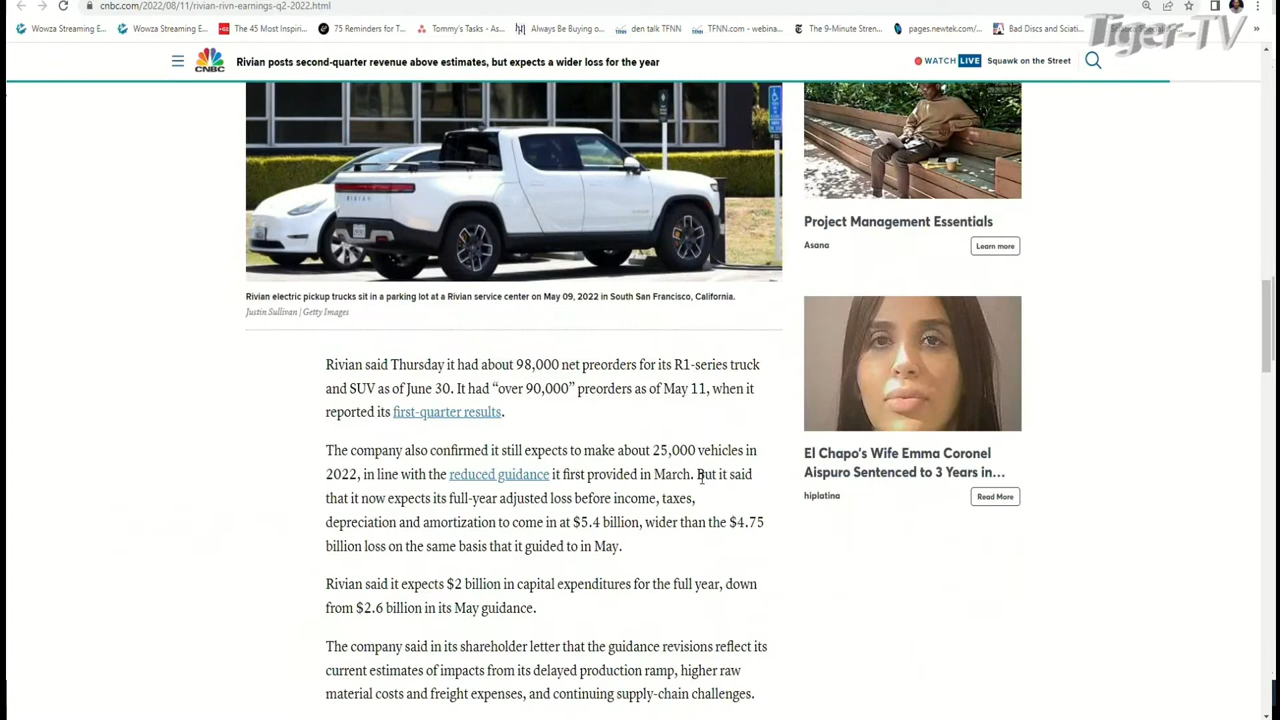 cnbc.com/2022/08/11/rivian-rivn-earnings-q2-2022.html
Wowza Streaming E...
Wowza Streaming E...
The 45 Most Inspiri...
75 Reminders for T...
Tommy's Tasks - As...
Always Be Buying o...
den talk TFNN
TFNN.com - webina...
The 9-Minute Stren...
pages.newtek.com/...
Bad Discs and Sciati...
»
Tiger-TV
CNBC
Rivian posts second-quarter revenue above estimates, but expects a wider loss for the year
WATCH LIVE
Squawk on the Street
RIVIAN
Rivian electric pickup trucks sit in a parking lot at a Rivian service center on May 09, 2022 in South San Francisco, California.
Justin Sullivan | Getty Images
Rivian said Thursday it had about 98,000 net preorders for its R1-series truck
and SUV as of June 30. It had “over 90,000” preorders as of May 11, when it
reported its first-quarter results.
The company also confirmed it still expects to make about 25,000 vehicles in
2022, in line with the reduced guidance it first provided in March. But it said
that it now expects its full-year adjusted loss before income, taxes,
depreciation and amortization to come in at $5.4 billion, wider than the $4.75
billion loss on the same basis that it guided to in May.
Rivian said it expects $2 billion in capital expenditures for the full year, down
from $2.6 billion in its May guidance.
The company said in its shareholder letter that the guidance revisions reflect its
current estimates of impacts from its delayed production ramp, higher raw
material costs and freight expenses, and continuing supply-chain challenges.
Project Management Essentials
Asana
Learn more
El Chapo's Wife Emma Coronel
Aispuro Sentenced to 3 Years in...
hiplatina
Read More